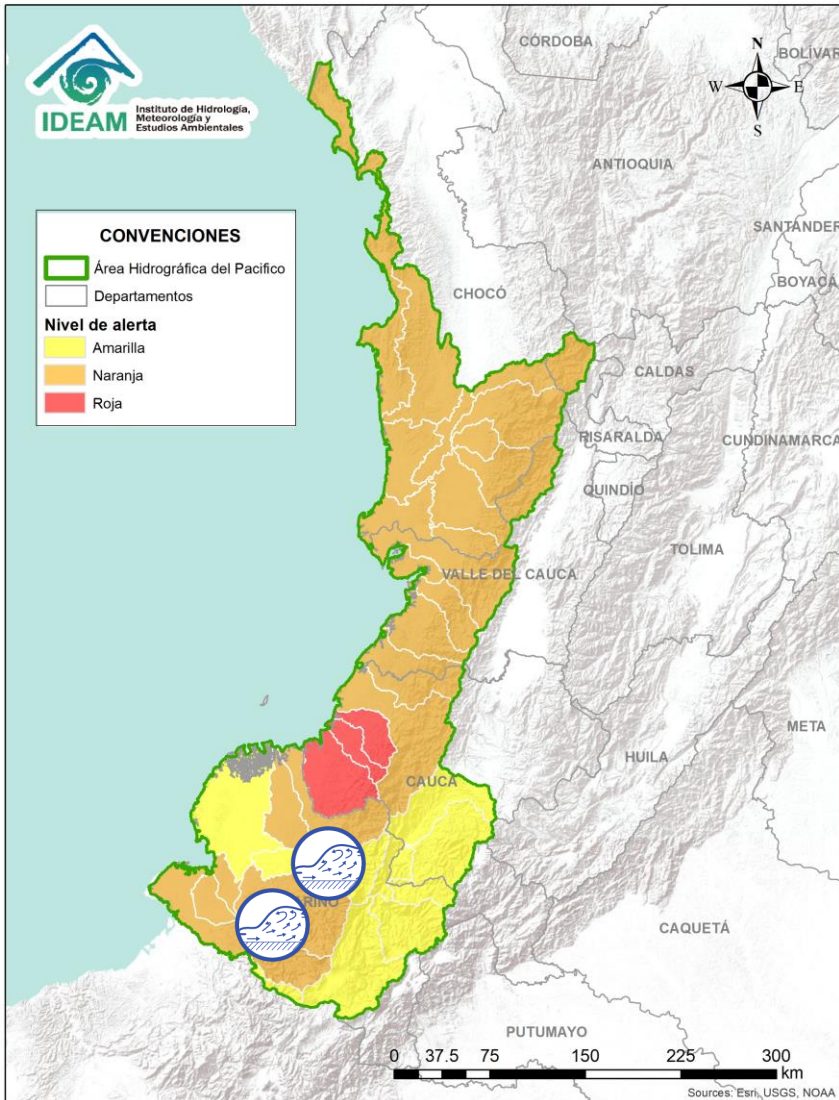 IDEAM
Instituto de Hidrología,
Meteorología y
Estudios Ambientales
CÓRDOBA
BOLÍVAR
N
W
E
S
ANTIOQUIA
CONVENCIONES
Área Hidrográfica del Pacifico
Departamentos
Nivel de alerta
Amarilla
Naranja
Roja
SANTANDER
BOYACÁ
CHOCÓ
CALDAS
RISARALDA
CUNDINAMARCA
QUINDÍO
TOLIMA
VALLE DEL CAUCA
META
HUILA
CAUCA
RIÑO
CAQUETÁ
PUTUMAYO
0 37.5 75 150 225 300
km
Sources: Esri, USGS, NOAA